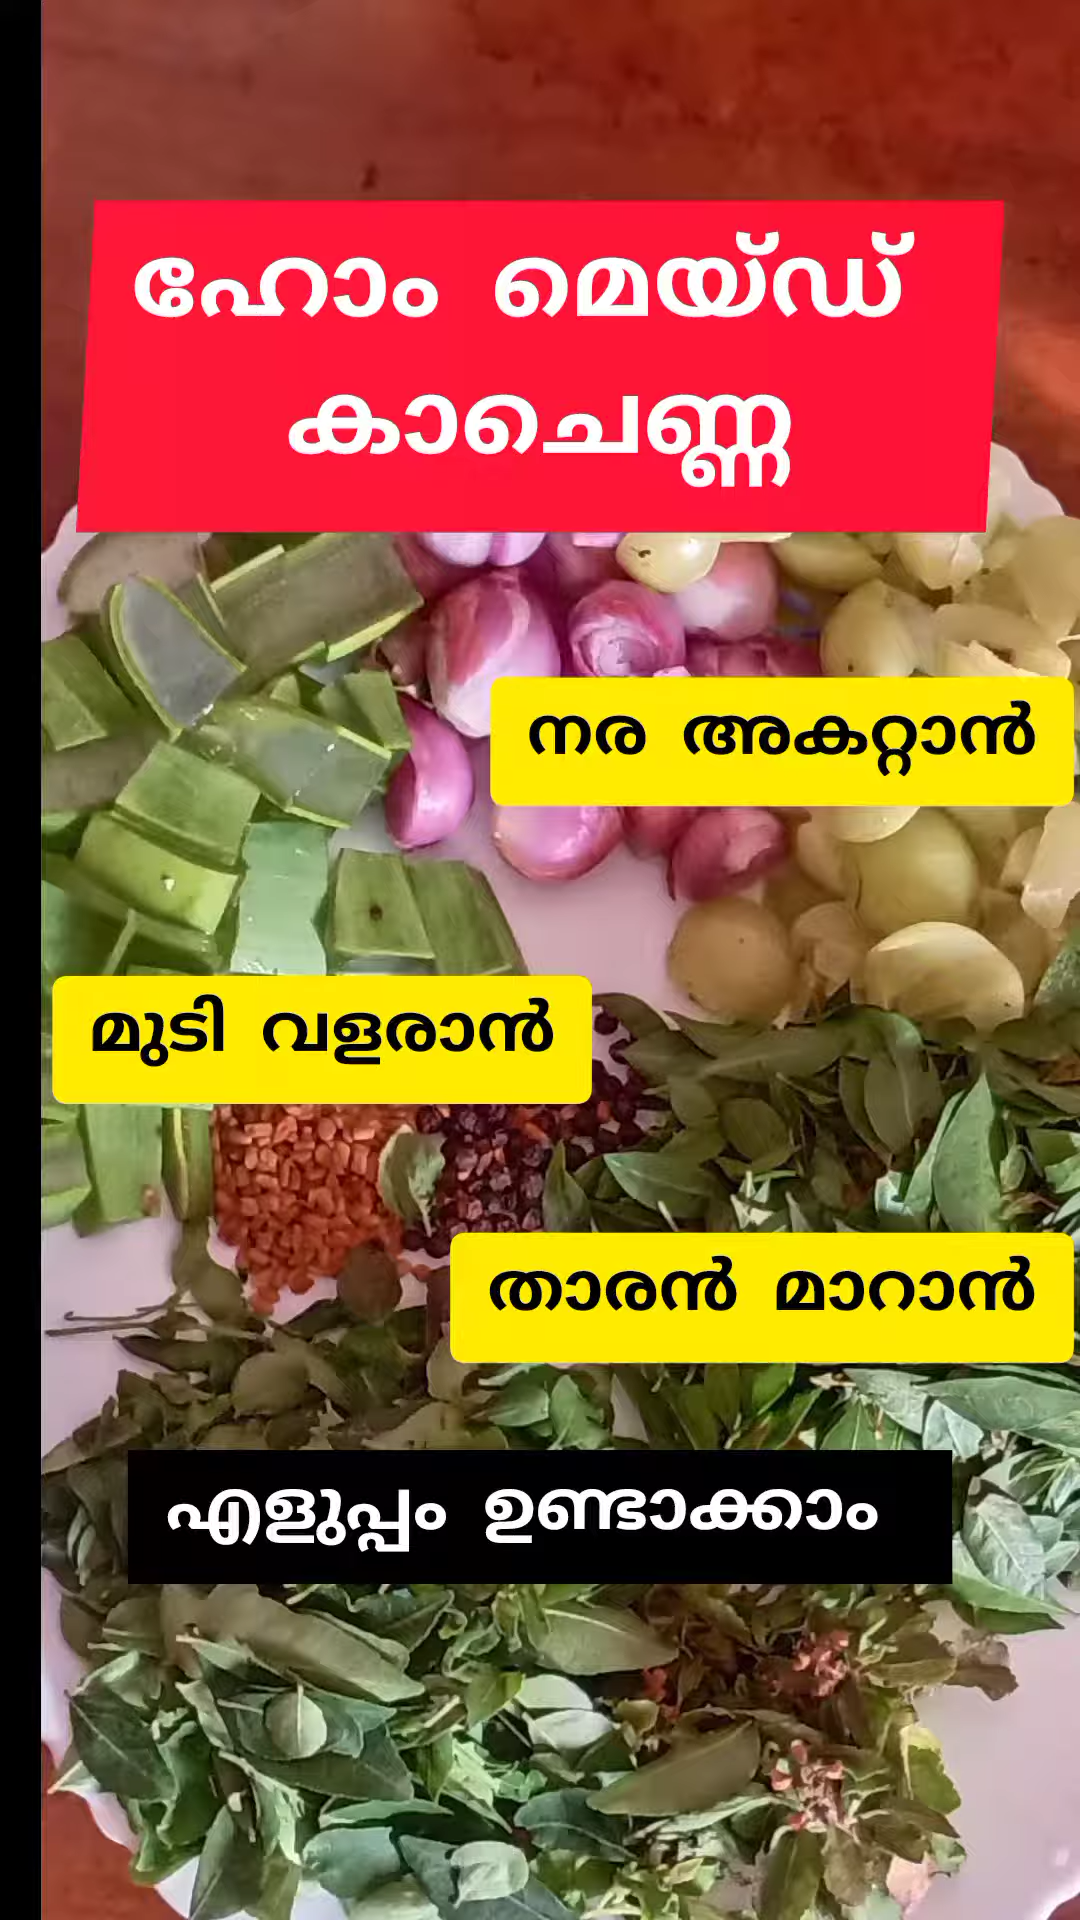 ഹോം മെയ്ഡ്
കാചെണ്ണ
നര അകറ്റാൻ
മുടി വളരാൻ
താരൻ മാറാൻ
എളുപ്പം ഉണ്ടാക്കാം